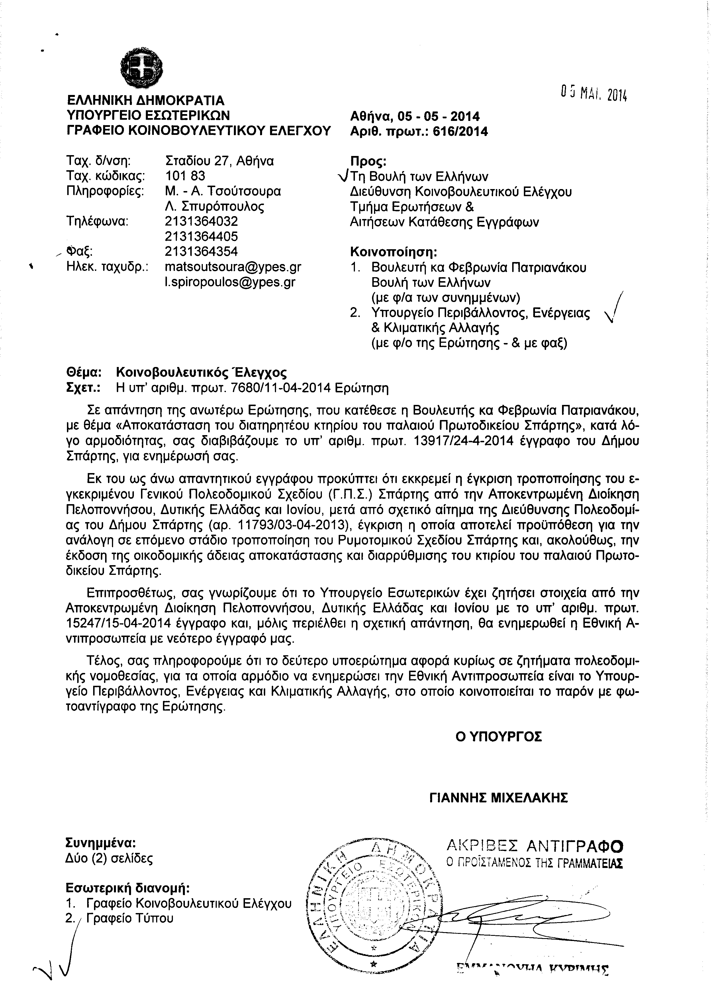 05 ΜΑΙ. 2014
ΕΛΛΗΝΙΚΗ ΔΗΜΟΚΡΑΤΙΑ
ΥΠΟΥΡΓΕΙΟ ΕΣΩΤΕΡΙΚΩΝ
ΓΡΑΦΕΙΟ ΚΟΙΝΟΒΟΥΛΕΥΤΙΚΟΥ ΕΛΕΓΧΟΥ
Αθήνα, 05 - 05 - 2014
Αριθ. πρωτ.: 616/2014
Ταχ. δ/νση: Σταδίου 27, Αθήνα
Ταχ. κώδικας: 101 83
Πληροφορίες: Μ. - Α. Τσούτσουρα
Λ. Σπυρόπουλος
Τηλέφωνα: 2131364032
2131364405
Φαξ: 2131364354
Ηλεκ. ταχυδρ.: matsoutsoura@ypes.gr
l.spiropoulos@ypes.gr
Προς:
Τη Βουλή των Ελλήνων
Διεύθυνση Κοινοβουλευτικού Ελέγχου
Τμήμα Ερωτήσεων &
Αιτήσεων Κατάθεσης Εγγράφων
Κοινοποίηση:
1. Βουλευτή κα Φεβρωνία Πατριανάκου
Βουλή των Ελλήνων
(με φ/α των συνημμένων)
2. Υπουργείο Περιβάλλοντος, Ενέργειας
& Κλιματικής Αλλαγής
(με φ/ο της Ερώτησης - & με φαξ)
Θέμα: Κοινοβουλευτικός Έλεγχος
Σχετ.: Η υπ’ αριθμ. πρωτ. 7680/11-04-2014 Ερώτηση
Σε απάντηση της ανωτέρω Ερώτησης, που κατέθεσε η Βουλευτής κα Φεβρωνία Πατριανάκου,
με θέμα «Αποκατάσταση του διατηρητέου κτηρίου του παλαιού Πρωτοδικείου Σπάρτης», κατά λό-
γο αρμοδιότητας, σας διαβιβάζουμε το υπ’ αριθμ. πρωτ. 13917/24-4-2014 έγγραφο του Δήμου
Σπάρτης, για ενημέρωσή σας.
Εκ του ως άνω απαντητικού εγγράφου προκύπτει ότι εκκρεμεί η έγκριση τροποποίησης του ε-
γκεκριμένου Γενικού Πολεοδομικού Σχεδίου (Γ.Π.Σ.) Σπάρτης από την Αποκεντρωμένη Διοίκηση
Πελοποννήσου, Δυτικής Ελλάδας και Ιονίου, μετά από σχετικό αίτημα της Διεύθυνσης Πολεοδομί-
ας του Δήμου Σπάρτης (αρ. 11793/03-04-2013), έγκριση η οποία αποτελεί προϋπόθεση για την
ανάλογη σε επόμενο στάδιο τροποποίηση του Ρυμοτομικού Σχεδίου Σπάρτης και, ακολούθως, την
έκδοση της οικοδομικής άδειας αποκατάστασης και διαρρύθμισης του κτιρίου του παλαιού Πρωτο-
δικείου Σπάρτης.
Επιπροσθέτως, σας γνωρίζουμε ότι το Υπουργείο Εσωτερικών έχει ζητήσει στοιχεία από την
Αποκεντρωμένη Διοίκηση Πελοποννήσου, Δυτικής Ελλάδας και Ιονίου με το υπ’ αριθμ. πρωτ.
15247/15-04-2014 έγγραφο και, μόλις περιέλθει η σχετική απάντηση, θα ενημερωθεί η Εθνική Α-
ντιπροσωπεία με νεότερο έγγραφό μας.
Τέλος, σας πληροφορούμε ότι το δεύτερο υποερώτημα αφορά κυρίως σε ζητήματα πολεοδομι-
κής νομοθεσίας, για τα οποία αρμόδιο να ενημερώσει την Εθνική Αντιπροσωπεία είναι το Υπουρ-
γείο Περιβάλλοντος, Ενέργειας και Κλιματικής Αλλαγής, στο οποίο κοινοποιείται το παρόν με φω-
τοαντίγραφο της Ερώτησης.
Ο ΥΠΟΥΡΓΟΣ
ΓΙΑΝΝΗΣ ΜΙΧΕΛΑΚΗΣ
Συνημμένα:
Δύο (2) σελίδες
Εσωτερική διανομή:
1. Γραφείο Κοινοβουλευτικού Ελέγχου
2. Γραφείο Τύπου
ΕΛΛΗΝΙΚΗ ΔΗΜΟΚΡΑΤΙΑ
ΥΠΟΥΡΓΕΙΟ ΕΣΩΤΕΡΙΚΩΝ
ΑΚΡΙΒΕΣ ΑΝΤΙΓΡΑΦΟ
Ο ΠΡΟΪΣΤΑΜΕΝΟΣ ΤΗΣ ΓΡΑΜΜΑΤΕΙΑΣ